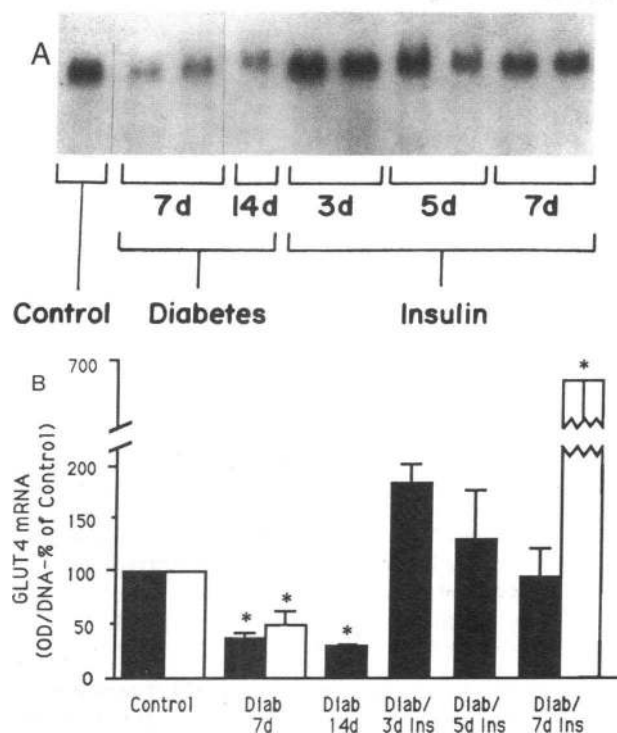 A
7d 14d 3d 5d 7d
Control Diabetes Insulin
B
700
200
150
100
50
0
GLUT4 mRNA
(OD/DNA-% of Control)
*
*
*
*
Control Diab Diab Diab/ Diab/ Diab/
7d 14d 3d Ins 5d Ins 7d Ins